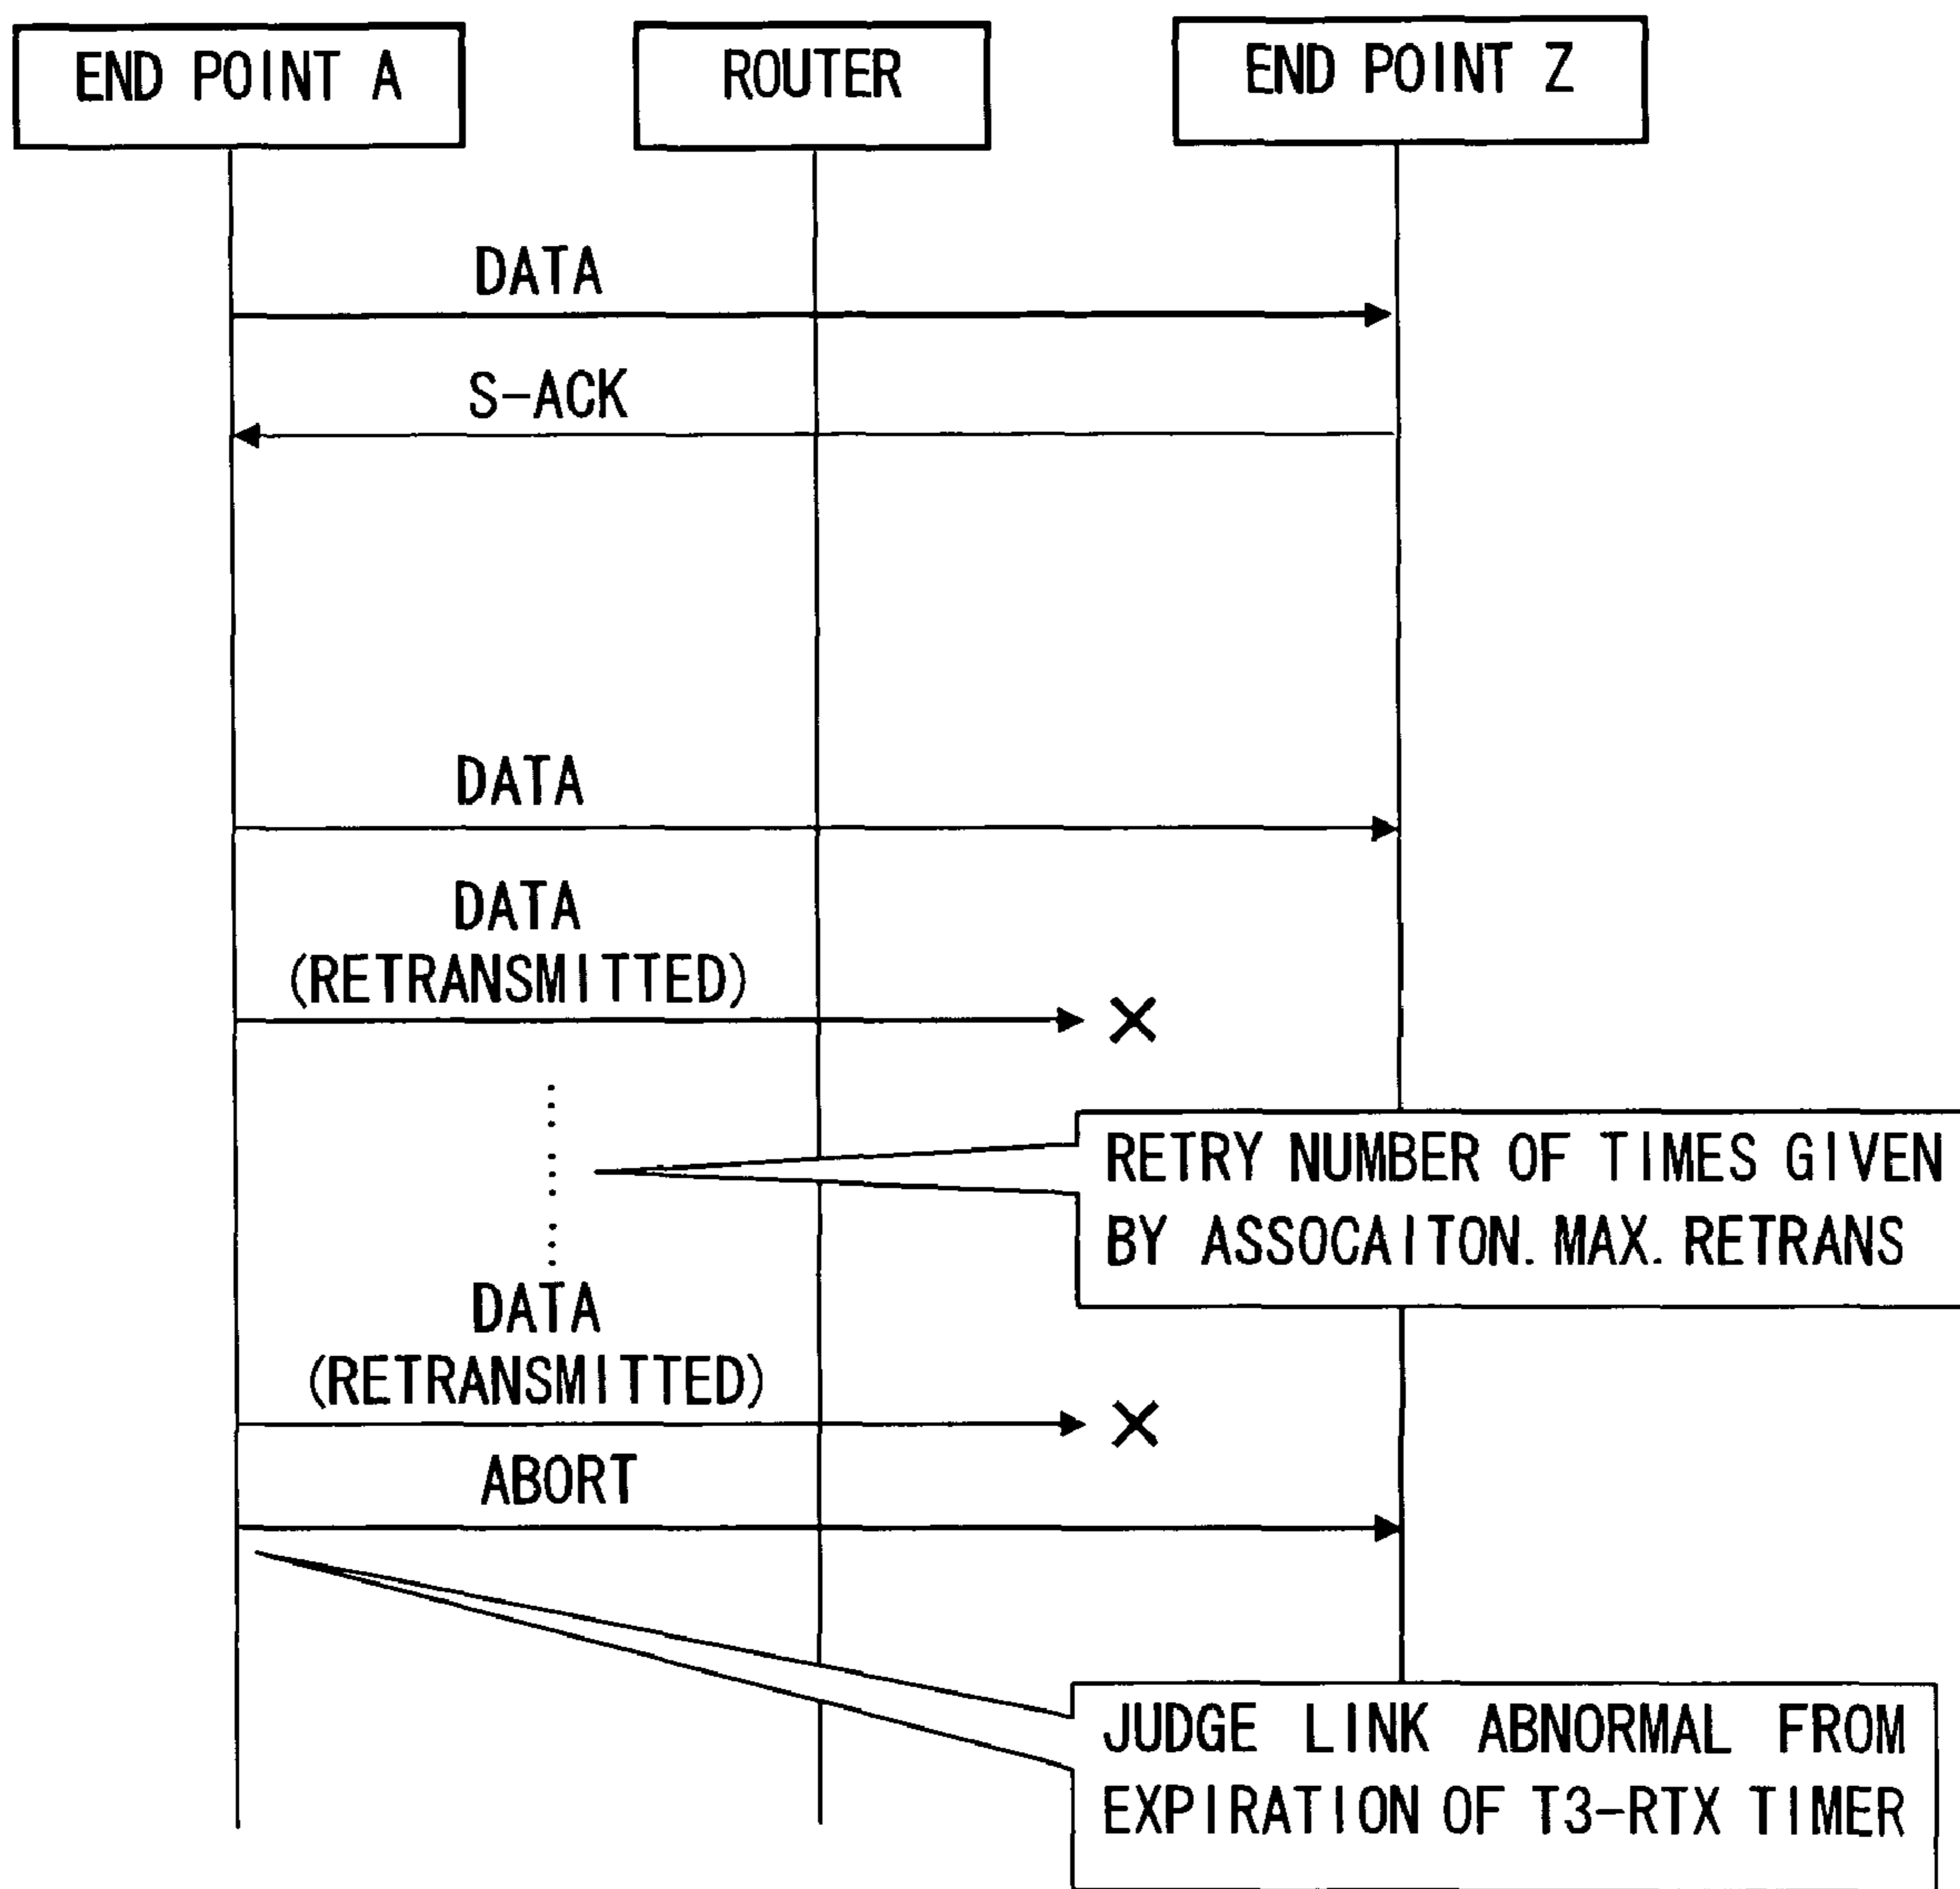 END POINT A
ROUTER
END POINT Z
DATA
S-ACK
DATA
DATA
(RETRANSMITTED)
RETRY NUMBER OF TIMES GIVEN
BY ASSOCAITON. MAX. RETRANS
DATA
(RETRANSMITTED)
ABORT
JUDGE LINK ABNORMAL FROM
EXPIRATION OF T3-RTX TIMER